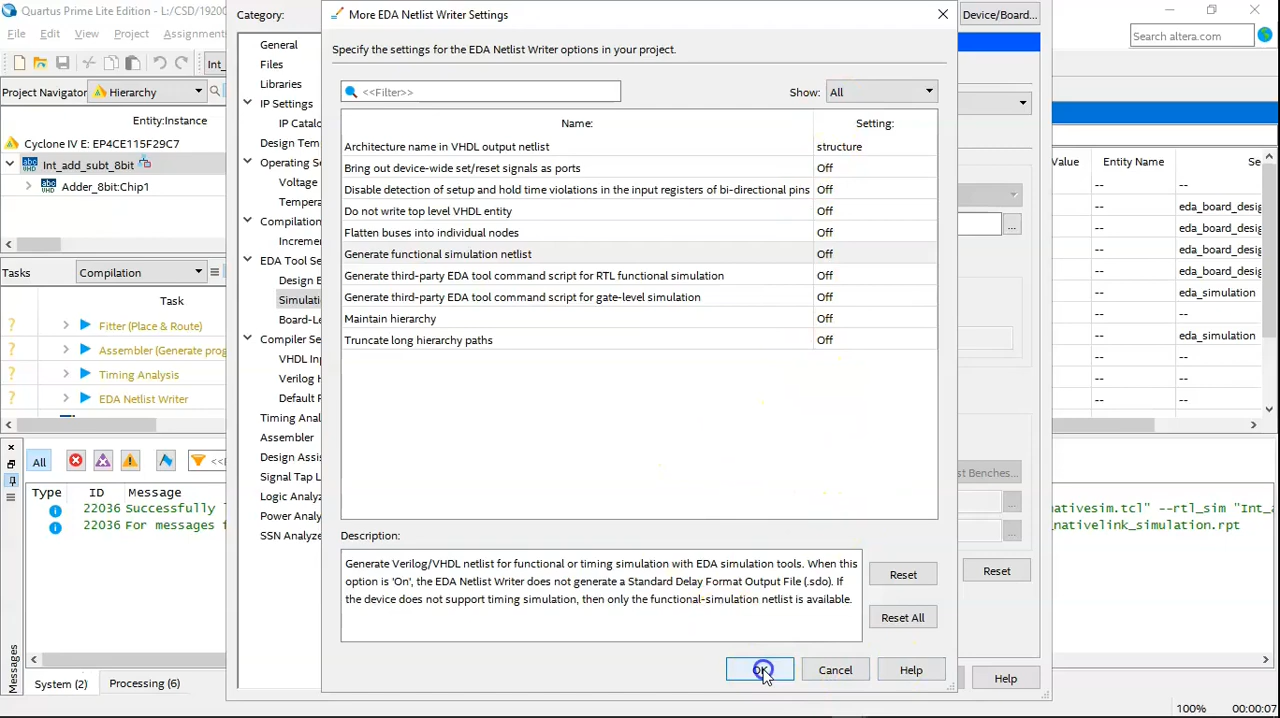 Quartus Prime Lite Edition - L:/CSD/1920
File Edit View Project Assignment
Search altera.com
Int_
Project Navigator Hierarchy
Entity:Instance
Cyclone IV E: EP4CE115F29C7
Int_add_subt_8bit
Adder_8bit:Chip1
Tasks Compilation
Task
? Fitter (Place & Route)
? Assembler (Generate prog
? Timing Analysis
? EDA Netlist Writer
All <<F
Type ID Message
22036 Successfully l
22036 For messages
Messages
System (2) Processing (6)
Category:
General
Files
Libraries
IP Settings
IP Catalo
Design Tem
Operating Se
Voltage
Tempera
Compilation
Increme
EDA Tool Se
Design E
Simulati
Board-Le
Compiler Se
VHDL Inp
Verilog H
Default P
Timing Anal
Assembler
Design Assis
Signal Tap L
Logic Analyz
Power Analy
SSN Analyze
More EDA Netlist Writer Settings
Specify the settings for the EDA Netlist Writer options in your project.
<<Filter>> Show: All
Name: Setting:
Architecture name in VHDL output netlist structure
Bring out device-wide set/reset signals as ports Off
Disable detection of setup and hold time violations in the input registers of bi-directional pins Off
Do not write top level VHDL entity Off
Flatten buses into individual nodes Off
Generate functional simulation netlist Off
Generate third-party EDA tool command script for RTL functional simulation Off
Generate third-party EDA tool command script for gate-level simulation Off
Maintain hierarchy Off
Truncate long hierarchy paths Off
Description:
Generate Verilog/VHDL netlist for functional or timing simulation with EDA simulation tools. When this
option is 'On', the EDA Netlist Writer does not generate a Standard Delay Format Output File (.sdo). If
the device does not support timing simulation, then only the functional-simulation netlist is available.
Reset
Reset All
OK Cancel Help
Device/Board...
...
st Benches...
...
...
Reset
Help
Value Entity Name Se
-- --
-- eda_board_desig
-- eda_board_desig
-- eda_board_desig
-- eda_board_desig
-- eda_simulation
-- --
-- eda_simulation
-- --
-- --
-- --
nativesim.tcl" --rtl_sim "Int_a
_nativelink_simulation.rpt
100% 00:00:07